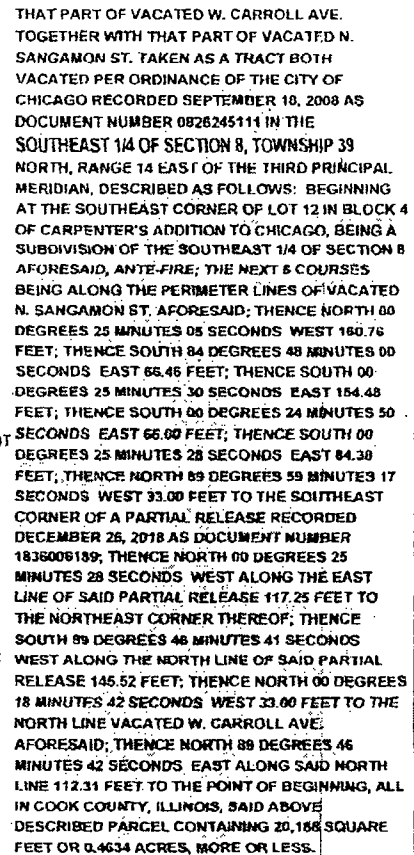 THAT PART OF VACATED W. CARROLL AVE.
TOGETHER WITH THAT PART OF VACATED N.
SANGAMON ST. TAKEN AS A TRACT BOTH
VACATED PER ORDINANCE OF THE CITY OF
CHICAGO RECORDED SEPTEMBER 18, 2008 AS
DOCUMENT NUMBER 0826245111 IN THE
SOUTHEAST 1/4 OF SECTION 8, TOWNSHIP 39
NORTH, RANGE 14 EAST OF THE THIRD PRINCIPAL
MERIDIAN, DESCRIBED AS FOLLOWS: BEGINNING
AT THE SOUTHEAST CORNER OF LOT 12 IN BLOCK 4
OF CARPENTER'S ADDITION TO CHICAGO, BEING A
SUBDIVISION OF THE SOUTHEAST 1/4 OF SECTION 8
AFORESAID, ANTE-FIRE; THE NEXT 6 COURSES
BEING ALONG THE PERIMETER LINES OF VACATED
N. SANGAMON ST. AFORESAID; THENCE NORTH 00
DEGREES 25 MINUTES 05 SECONDS WEST 160.76
FEET; THENCE SOUTH 84 DEGREES 48 MINUTES 00
SECONDS EAST 66.46 FEET; THENCE SOUTH 00
DEGREES 25 MINUTES 30 SECONDS EAST 154.48
FEET; THENCE SOUTH 00 DEGREES 24 MINUTES 50
SECONDS EAST 66.00 FEET; THENCE SOUTH 00
DEGREES 25 MINUTES 28 SECONDS EAST 84.38
FEET; THENCE NORTH 89 DEGREES 59 MINUTES 17
SECONDS WEST 33.00 FEET TO THE SOUTHEAST
CORNER OF A PARTIAL RELEASE RECORDED
DECEMBER 26, 2018 AS DOCUMENT NUMBER
1836006189; THENCE NORTH 00 DEGREES 25
MINUTES 28 SECONDS WEST ALONG THE EAST
LINE OF SAID PARTIAL RELEASE 117.25 FEET TO
THE NORTHEAST CORNER THEREOF; THENCE
SOUTH 89 DEGREES 46 MINUTES 41 SECONDS
WEST ALONG THE NORTH LINE OF SAID PARTIAL
RELEASE 145.52 FEET; THENCE NORTH 00 DEGREES
18 MINUTES 42 SECONDS WEST 33.00 FEET TO THE
NORTH LINE VACATED W. CARROLL AVE.
AFORESAID; THENCE NORTH 89 DEGREES 46
MINUTES 42 SECONDS EAST ALONG SAID NORTH
LINE 112.31 FEET TO THE POINT OF BEGINNING, ALL
IN COOK COUNTY, ILLINOIS, SAID ABOVE
DESCRIBED PARCEL CONTAINING 20,188 SQUARE
FEET OR 0.4634 ACRES, MORE OR LESS.